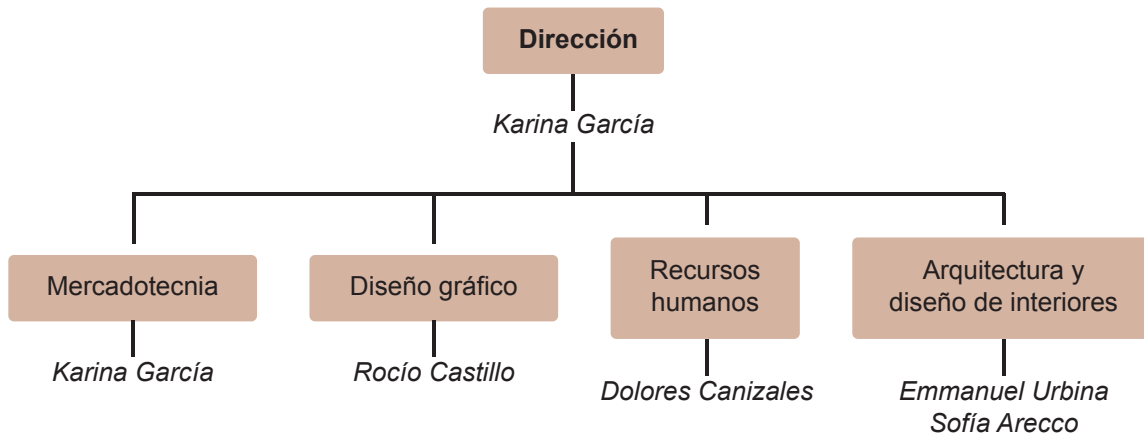 Dirección
Karina García
Mercadotecnia
Karina García
Diseño gráfico
Rocío Castillo
Recursos
humanos
Dolores Canizales
Arquitectura y
diseño de interiores
Emmanuel Urbina
Sofía Arecco